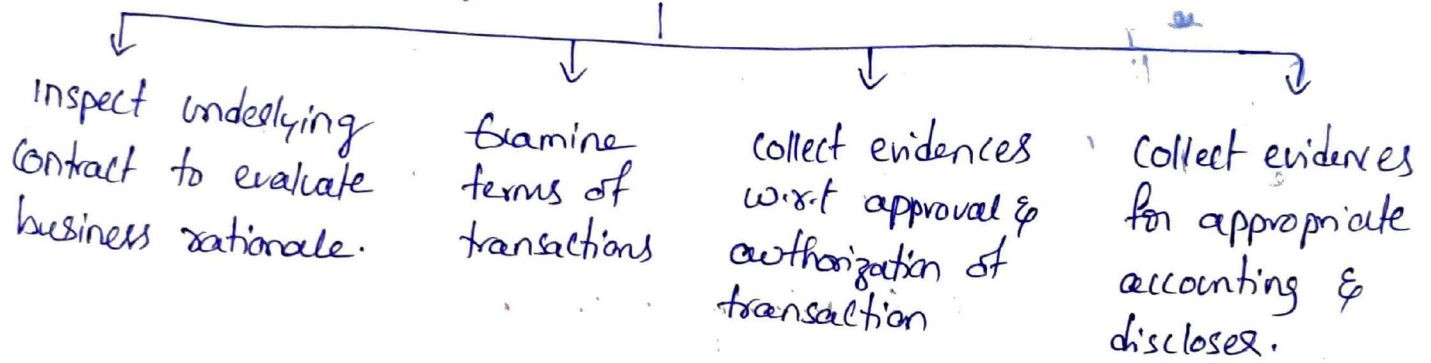 Inspect underlying
contract to evaluate
business rationale.
Examine
terms of
transactions
collect evidences
w.r.t approval &
authorization of
transaction
collect evidences
for appropriate
accounting &
discloser.